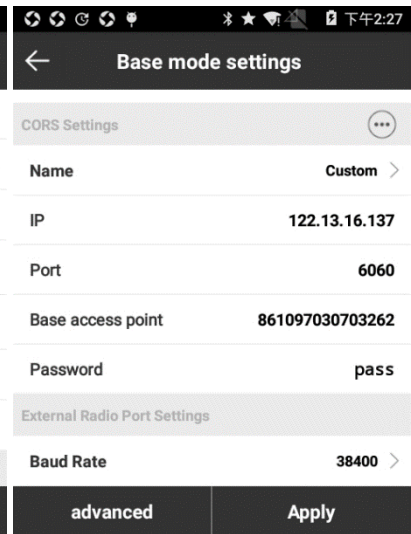 下午2:27
Base mode settings
CORS Settings
Name Custom
IP 122.13.16.137
Port 6060
Base access point 861097030703262
Password pass
External Radio Port Settings
Baud Rate 38400
advanced Apply